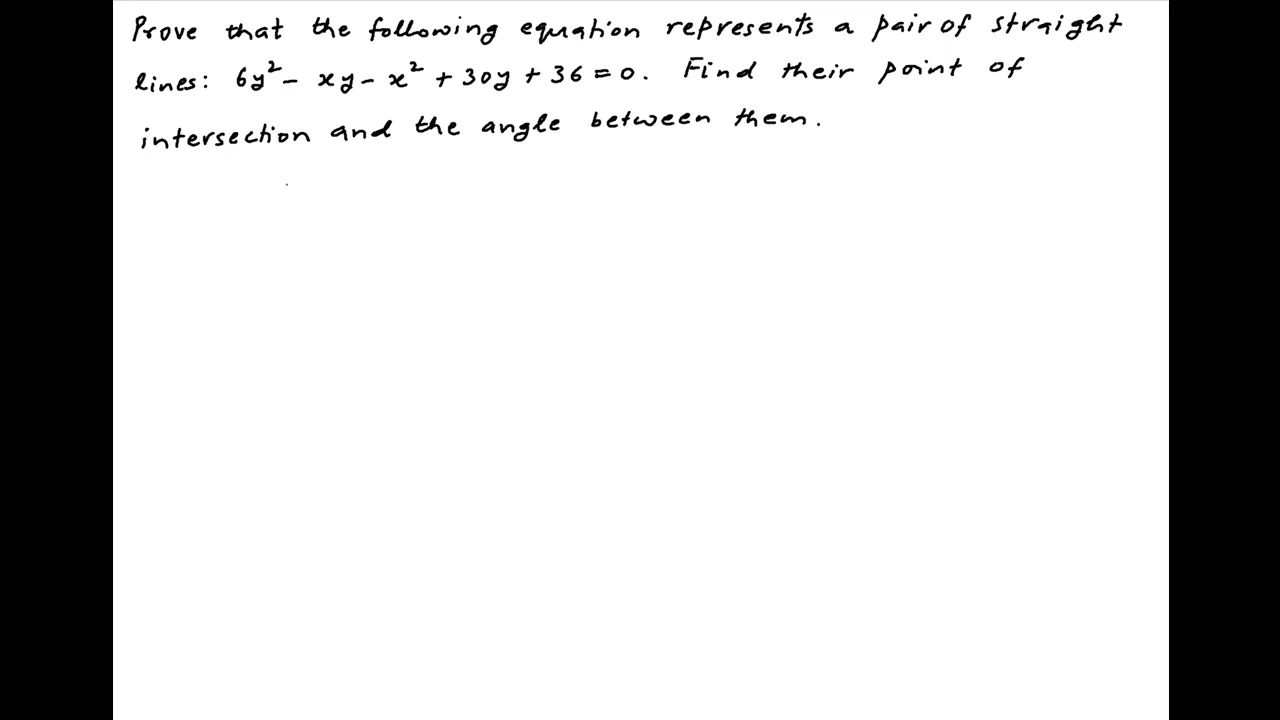 Prove that the following equation represents a pair of straight
lines: 6y² - xy - x² + 30y + 36 = 0. Find their point of
intersection and the angle between them.